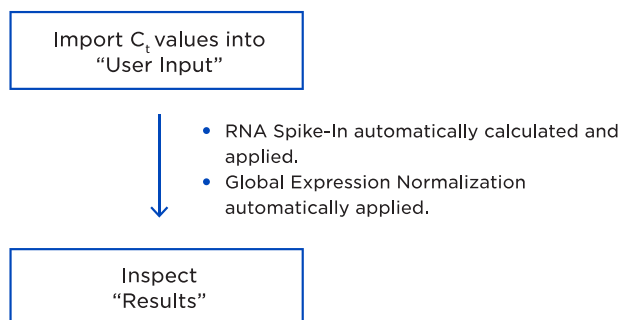 Import Ct values into
“User Input”
• RNA Spike-In automatically calculated and
applied.
• Global Expression Normalization
automatically applied.
Inspect
“Results”